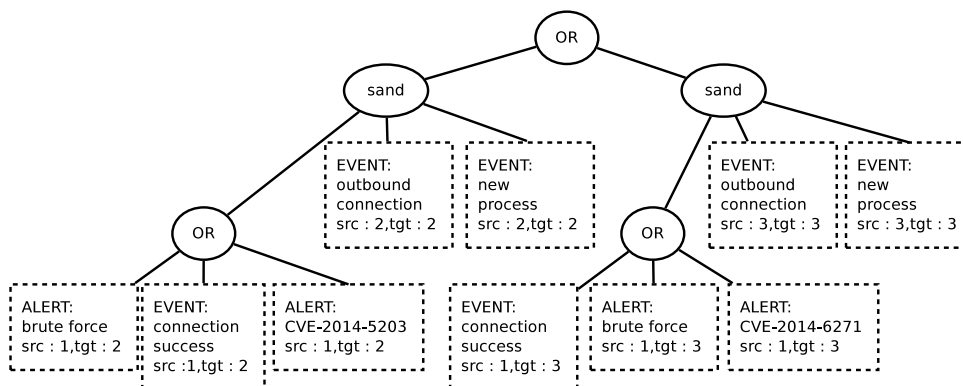 OR
sand
sand
EVENT:
outbound
connection
src : 2,tgt : 2
EVENT:
new
process
src : 2,tgt : 2
EVENT:
outbound
connection
src : 3,tgt : 3
EVENT:
new
process
src : 3,tgt : 3
OR
OR
ALERT:
brute force
src : 1,tgt : 2
EVENT:
connection
success
src :1,tgt : 2
ALERT:
CVE-2014-5203
src : 1,tgt : 2
EVENT:
connection
success
src : 1,tgt : 3
ALERT:
brute force
src : 1,tgt : 3
ALERT:
CVE-2014-6271
src : 1,tgt : 3